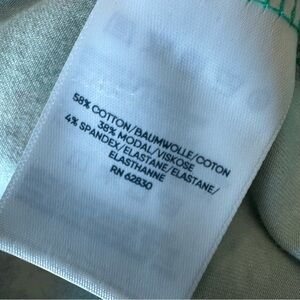 58% COTTON/BAUMWOLLE/COTON
38% MODAL/VISKOSE
4% SPANDEX/ELASTANE/ELASTANE/
ELASTHANNE
RN 62830